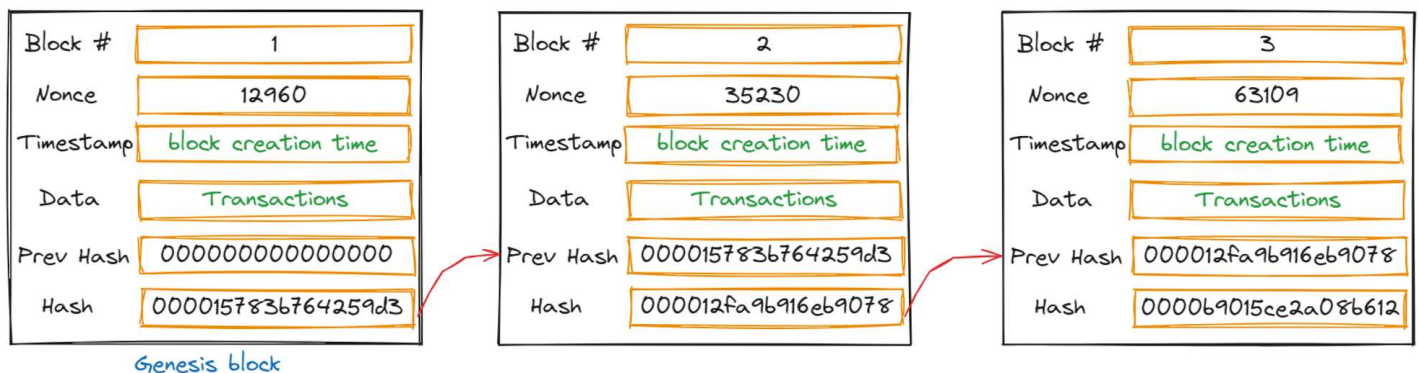 Block # 1
Nonce 12960
Timestamp block creation time
Data Transactions
Prev Hash 000000000000000
Hash 000015783b764259d3
Genesis block
Block # 2
Nonce 35230
Timestamp block creation time
Data Transactions
Prev Hash 000015783b764259d3
Hash 000012fa9b916eb9078
Block # 3
Nonce 63109
Timestamp block creation time
Data Transactions
Prev Hash 000012fa9b916eb9078
Hash 0000b9015ce2a08b612